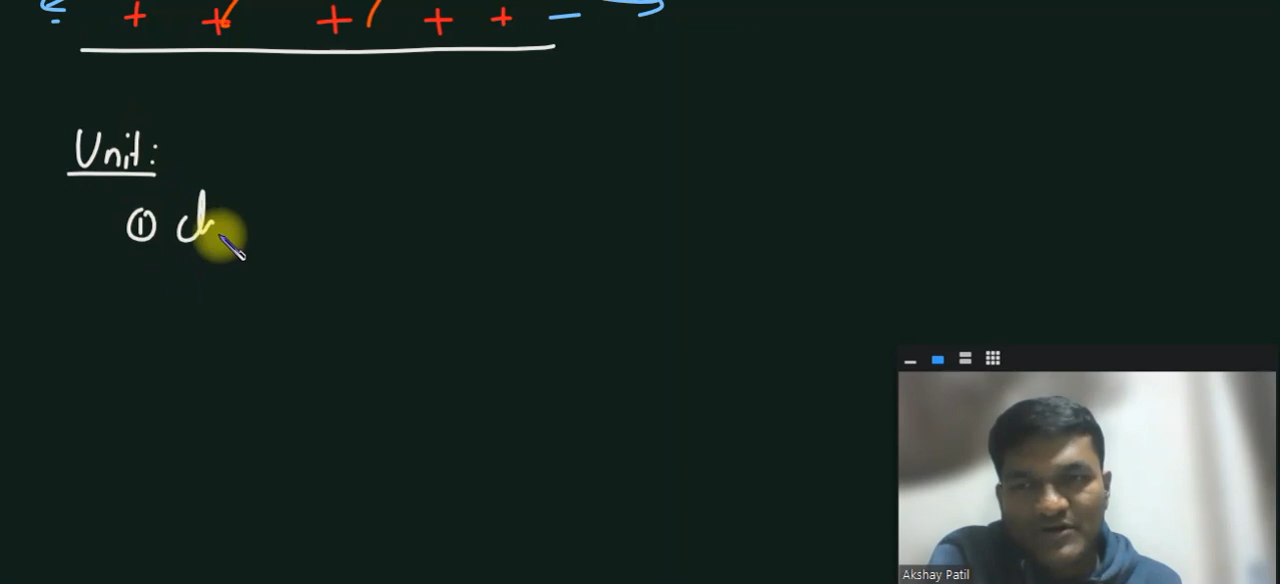 + + + + + −
Unit:
① d
Akshay Patil